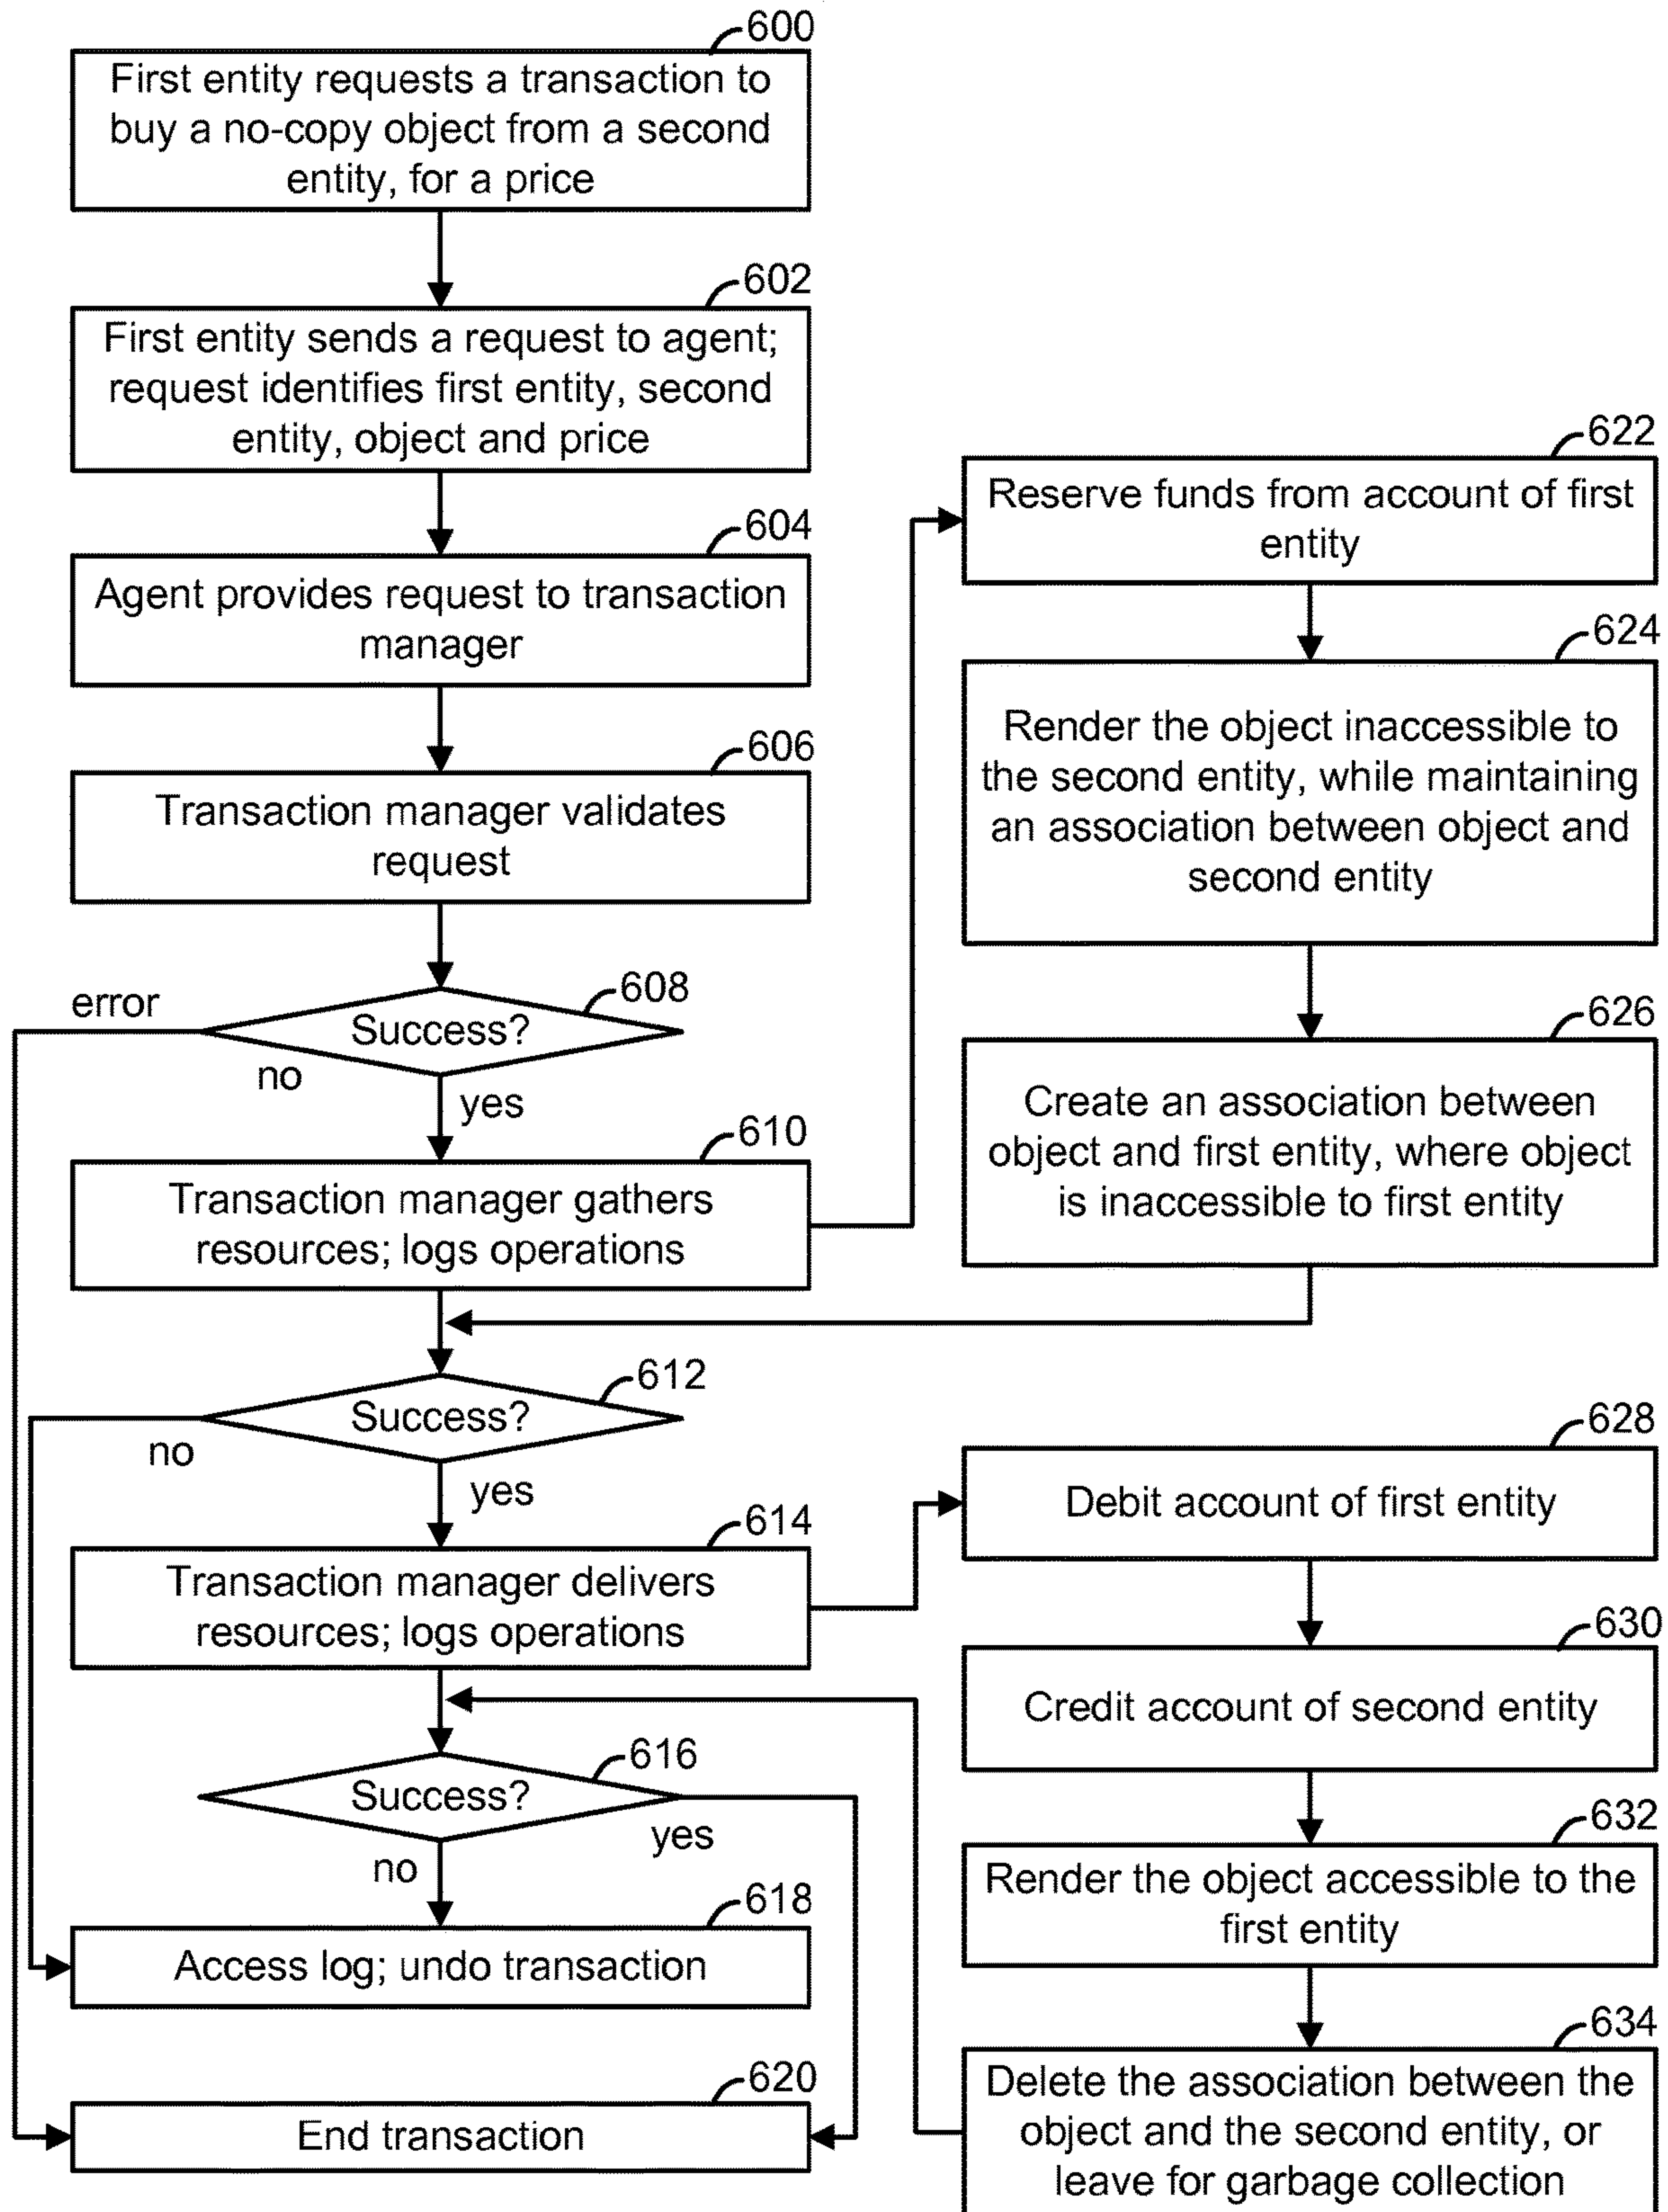 600
First entity requests a transaction to
buy a no-copy object from a second
entity, for a price
602
First entity sends a request to agent;
request identifies first entity, second
entity, object and price
604
Agent provides request to transaction
manager
606
Transaction manager validates
request
608
error
Success?
no
yes
610
Transaction manager gathers
resources; logs operations
612
Success?
no
yes
614
Transaction manager delivers
resources; logs operations
616
Success?
yes
no
618
Access log; undo transaction
620
End transaction
622
Reserve funds from account of first
entity
624
Render the object inaccessible to
the second entity, while maintaining
an association between object and
second entity
626
Create an association between
object and first entity, where object
is inaccessible to first entity
628
Debit account of first entity
630
Credit account of second entity
632
Render the object accessible to the
first entity
634
Delete the association between the
object and the second entity, or
leave for garbage collection